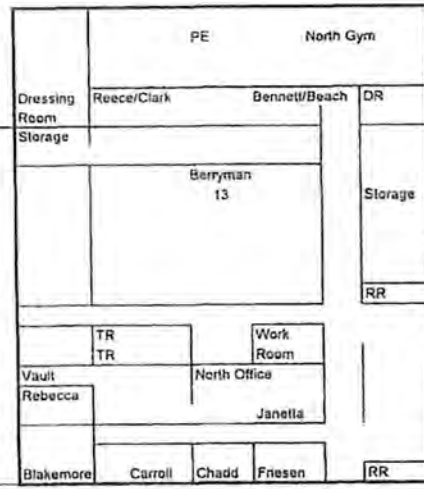 PE North Gym
Dressing Room Storage
Reece/Clark Bennett/Beach DR
Berryman
13
Storage
RR
TR
TR
Work
Room
Vault North Office
Rebecca
Janetta
Blakemore Carroll Chadd Friesen RR